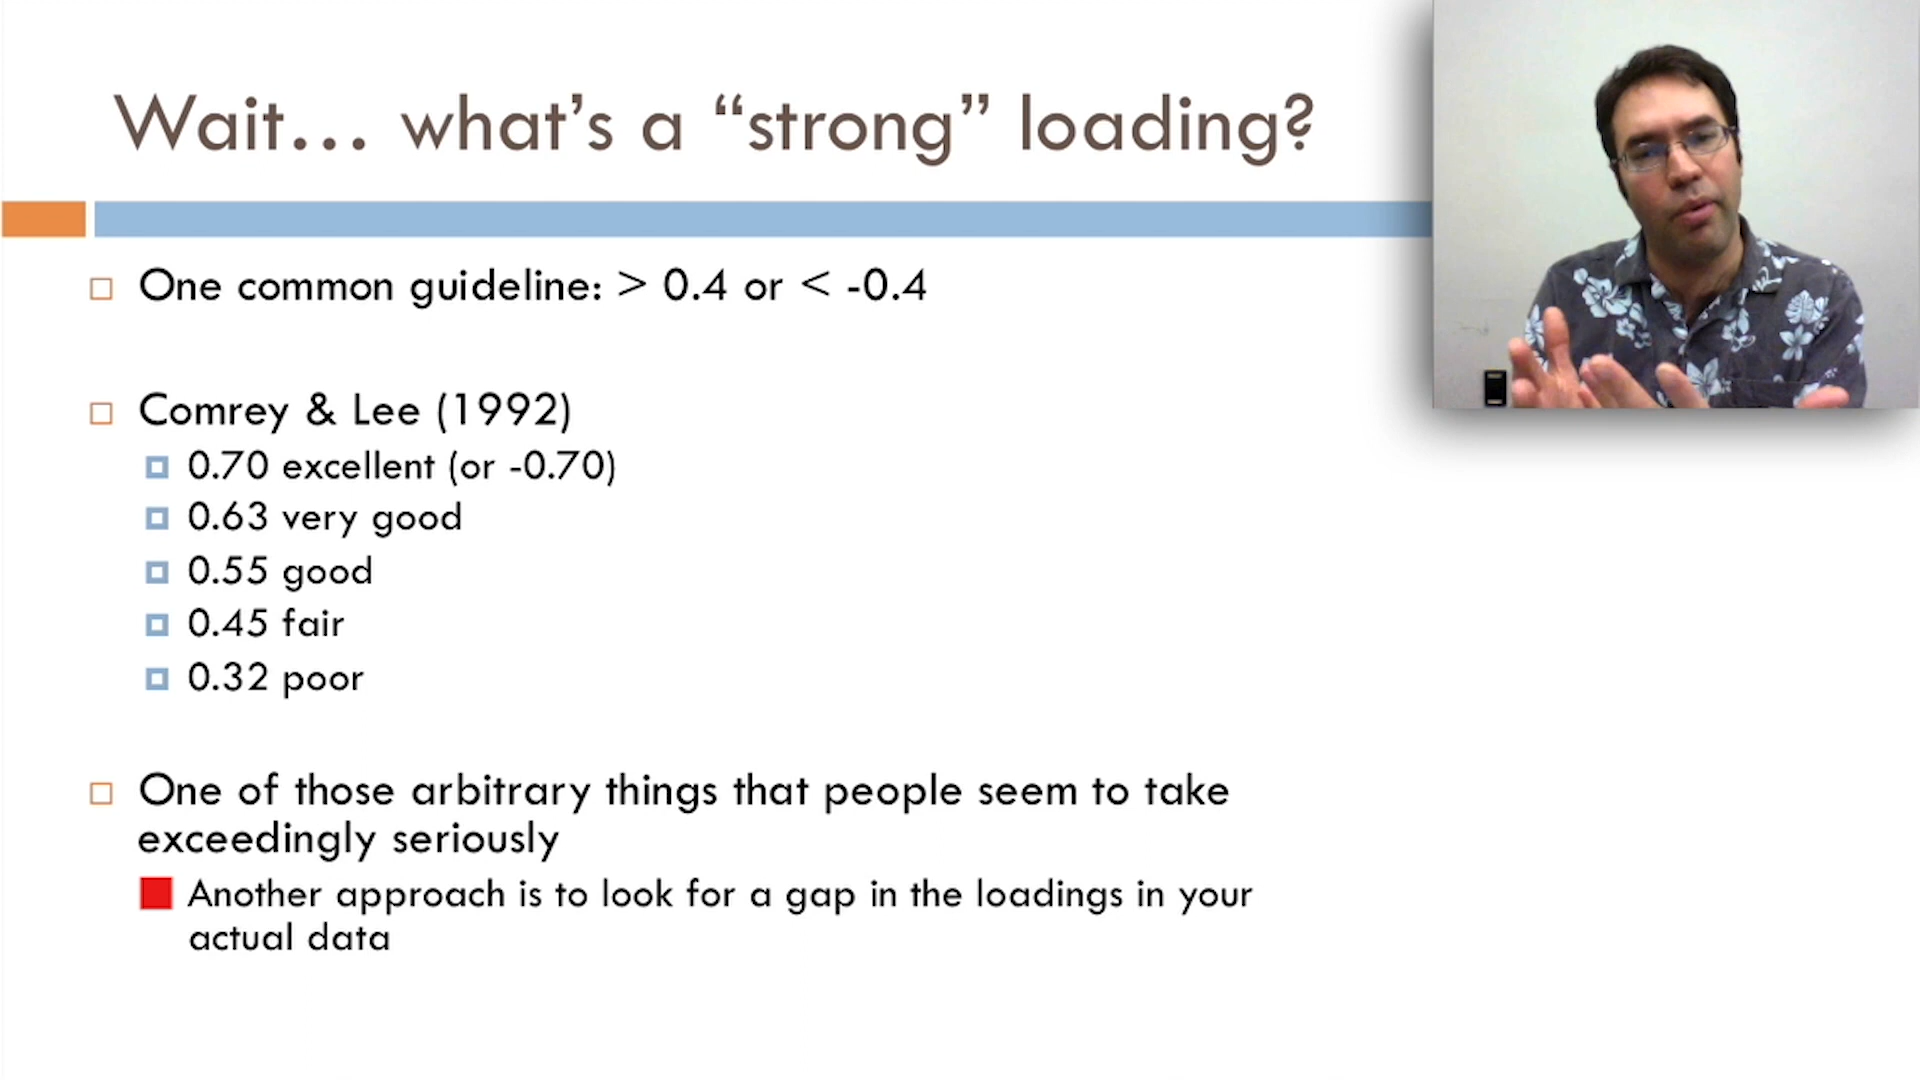 Wait… what’s a “strong” loading?
One common guideline: > 0.4 or < -0.4
Comrey & Lee (1992)
0.70 excellent (or -0.70)
0.63 very good
0.55 good
0.45 fair
0.32 poor
One of those arbitrary things that people seem to take
exceedingly seriously
Another approach is to look for a gap in the loadings in your
actual data